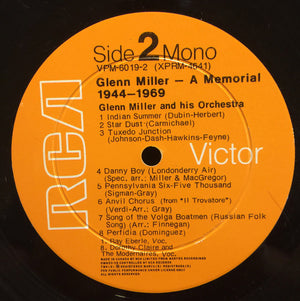 Side 2 Mono
VPM-6019-2 (XPRM-4641)
Glenn Miller – A Memorial
1944–1969
Glenn Miller and his Orchestra
1 Indian Summer (Dubin-Herbert)
2 Star Dust (Carmichael)
3 Tuxedo Junction
(Johnson-Dash-Hawkins-Feyne)
RCA
Victor
4 Danny Boy (Londonderry Air)
(Spec. arr.: Miller & MacGregor)
5 Pennsylvania Six-Five Thousand
(Sigman-Gray)
6 Anvil Chorus (from "Il Trovatore")
(Verdi-Arr.: Gray)
7 Song of the Volga Boatmen (Russian Folk
Song) (Arr.: Finnegan)
8 Perfidia (Dominguez)
1: Ray Eberle, Voc.
8: Dorothy Claire and
The Modernaires, Voc.